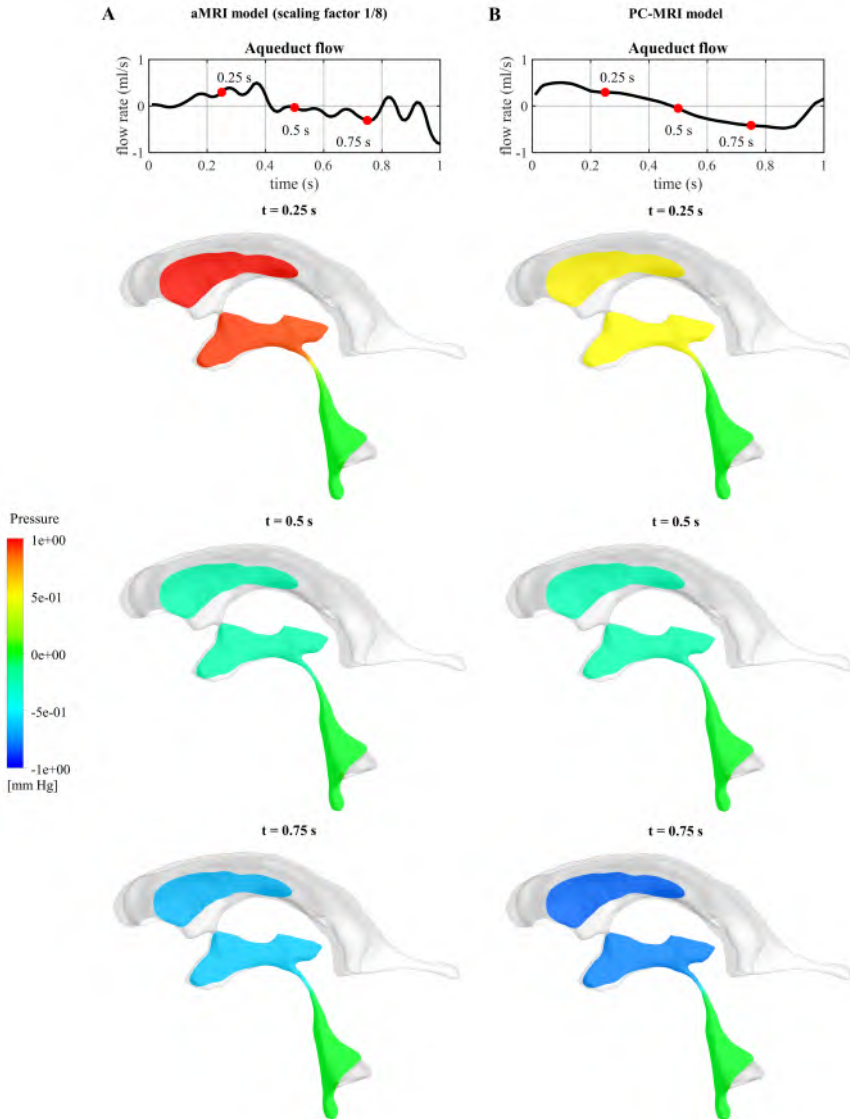 A
aMRI model (scaling factor 1/8)
Aqueduct flow
flow rate (ml/s)
1
0
-1
0.25 s
0.5 s
0.75 s
0 0.2 0.4 0.6 0.8 1
time (s)
B
PC-MRI model
Aqueduct flow
flow rate (ml/s)
1
0
-1
0.25 s
0.5 s
0.75 s
0 0.2 0.4 0.6 0.8 1
time (s)
t = 0.25 s
t = 0.25 s
t = 0.5 s
t = 0.5 s
Pressure
1e+00
5e-01
0e+00
-5e-01
-1e+00
[mm Hg]
t = 0.75 s
t = 0.75 s